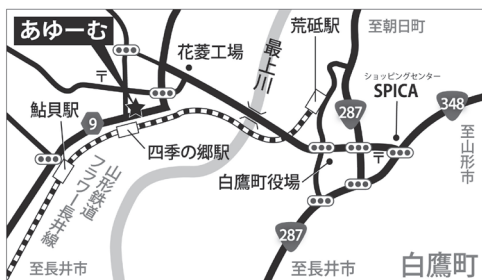 あゆーむ
花菱工場
最上川
荒砥駅
至朝日町
ショッピングセンター
SPICA
348
287
至山形市
鮎貝駅
9
四季の郷駅
山形鉄道
フラワー長井線
白鷹町役場
287
至長井市
至長井市
白鷹町